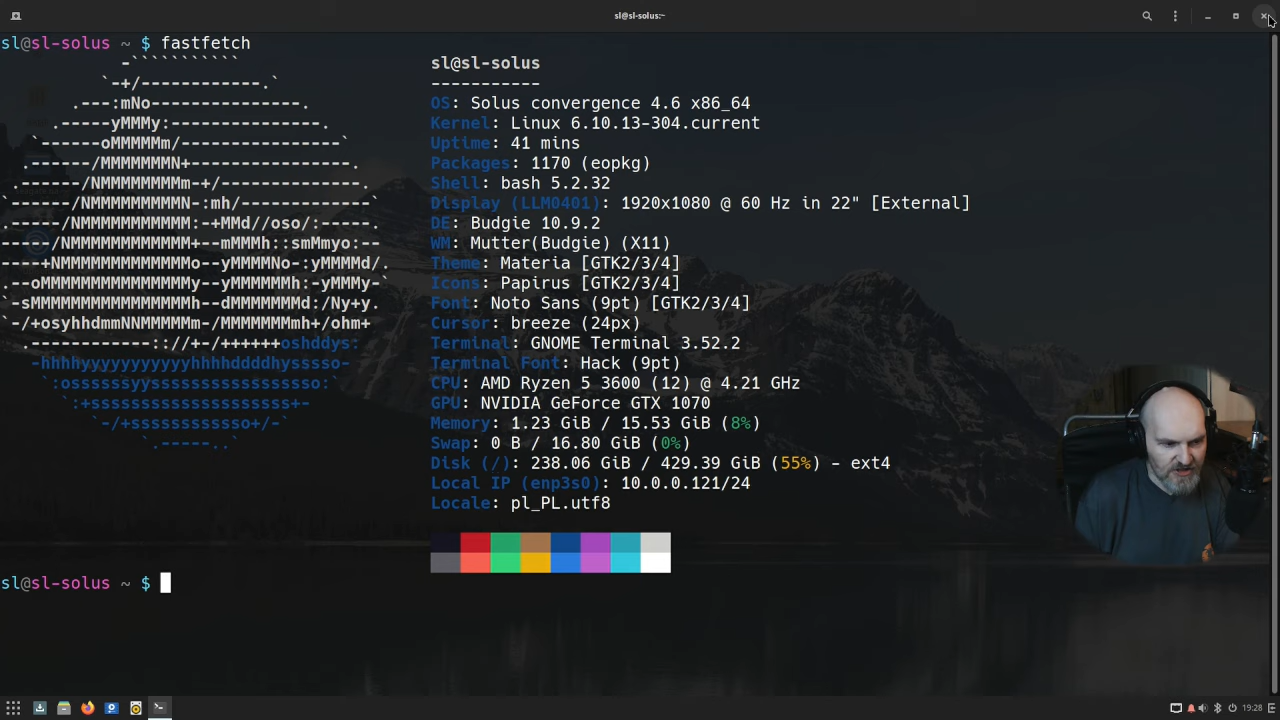 sl@sl-solus:~
sl@sl-solus ~ $ fastfetch
sl@sl-solus
-----------
OS: Solus convergence 4.6 x86_64
Kernel: Linux 6.10.13-304.current
Uptime: 41 mins
Packages: 1170 (eopkg)
Shell: bash 5.2.32
Display (LLM0401): 1920x1080 @ 60 Hz in 22" [External]
DE: Budgie 10.9.2
WM: Mutter(Budgie) (X11)
Theme: Materia [GTK2/3/4]
Icons: Papirus [GTK2/3/4]
Font: Noto Sans (9pt) [GTK2/3/4]
Cursor: breeze (24px)
Terminal: GNOME Terminal 3.52.2
Terminal Font: Hack (9pt)
CPU: AMD Ryzen 5 3600 (12) @ 4.21 GHz
GPU: NVIDIA GeForce GTX 1070
Memory: 1.23 GiB / 15.53 GiB (8%)
Swap: 0 B / 16.80 GiB (0%)
Disk (/): 238.06 GiB / 429.39 GiB (55%) - ext4
Local IP (enp3s0): 10.0.0.121/24
Locale: pl_PL.utf8
sl@sl-solus ~ $
19:28